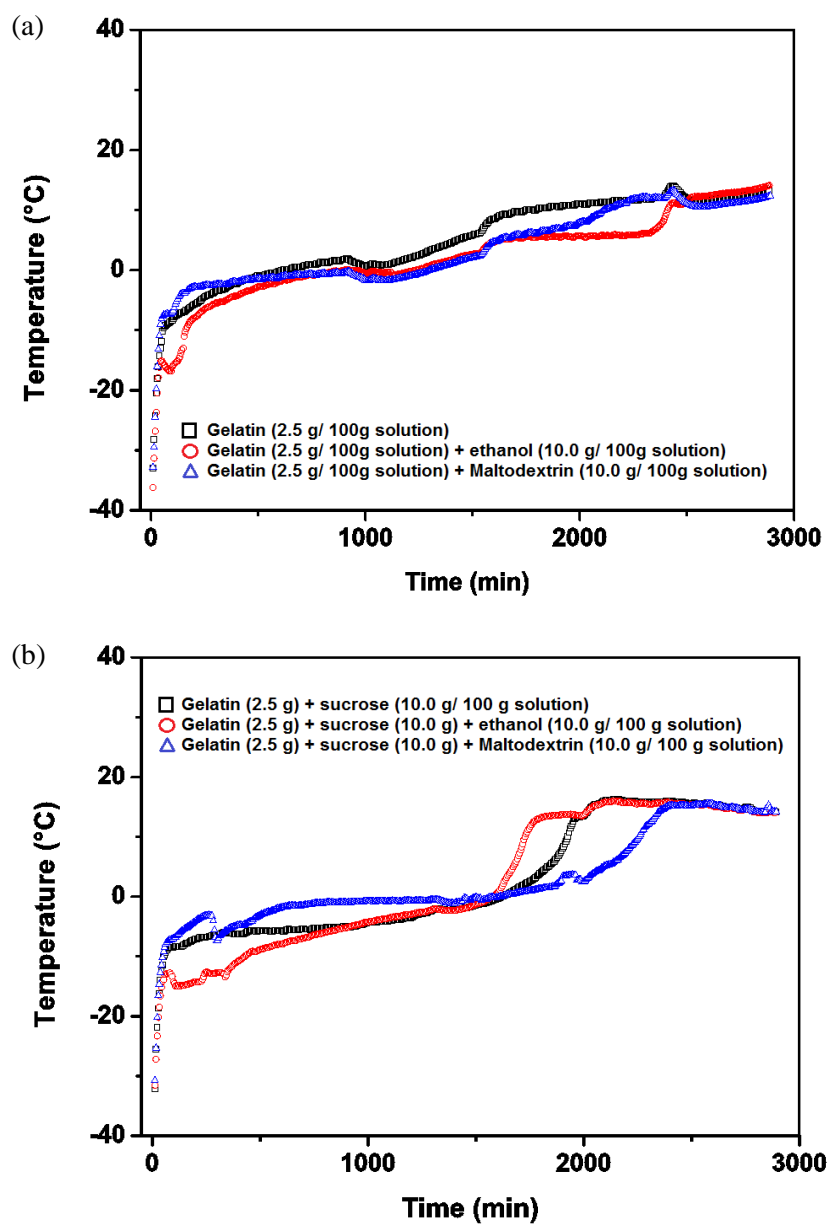 (a)
40
20
0
-20
-40
Temperature (°C)
Gelatin (2.5 g/ 100g solution)
Gelatin (2.5 g/ 100g solution) + ethanol (10.0 g/ 100g solution)
Gelatin (2.5 g/ 100g solution) + Maltodextrin (10.0 g/ 100g solution)
0 1000 2000 3000
Time (min)
(b)
40
20
0
-20
-40
Temperature (°C)
Gelatin (2.5 g) + sucrose (10.0 g/ 100 g solution)
Gelatin (2.5 g) + sucrose (10.0 g) + ethanol (10.0 g/ 100 g solution)
Gelatin (2.5 g) + sucrose (10.0 g) + Maltodextrin (10.0 g/ 100 g solution)
0 1000 2000 3000
Time (min)